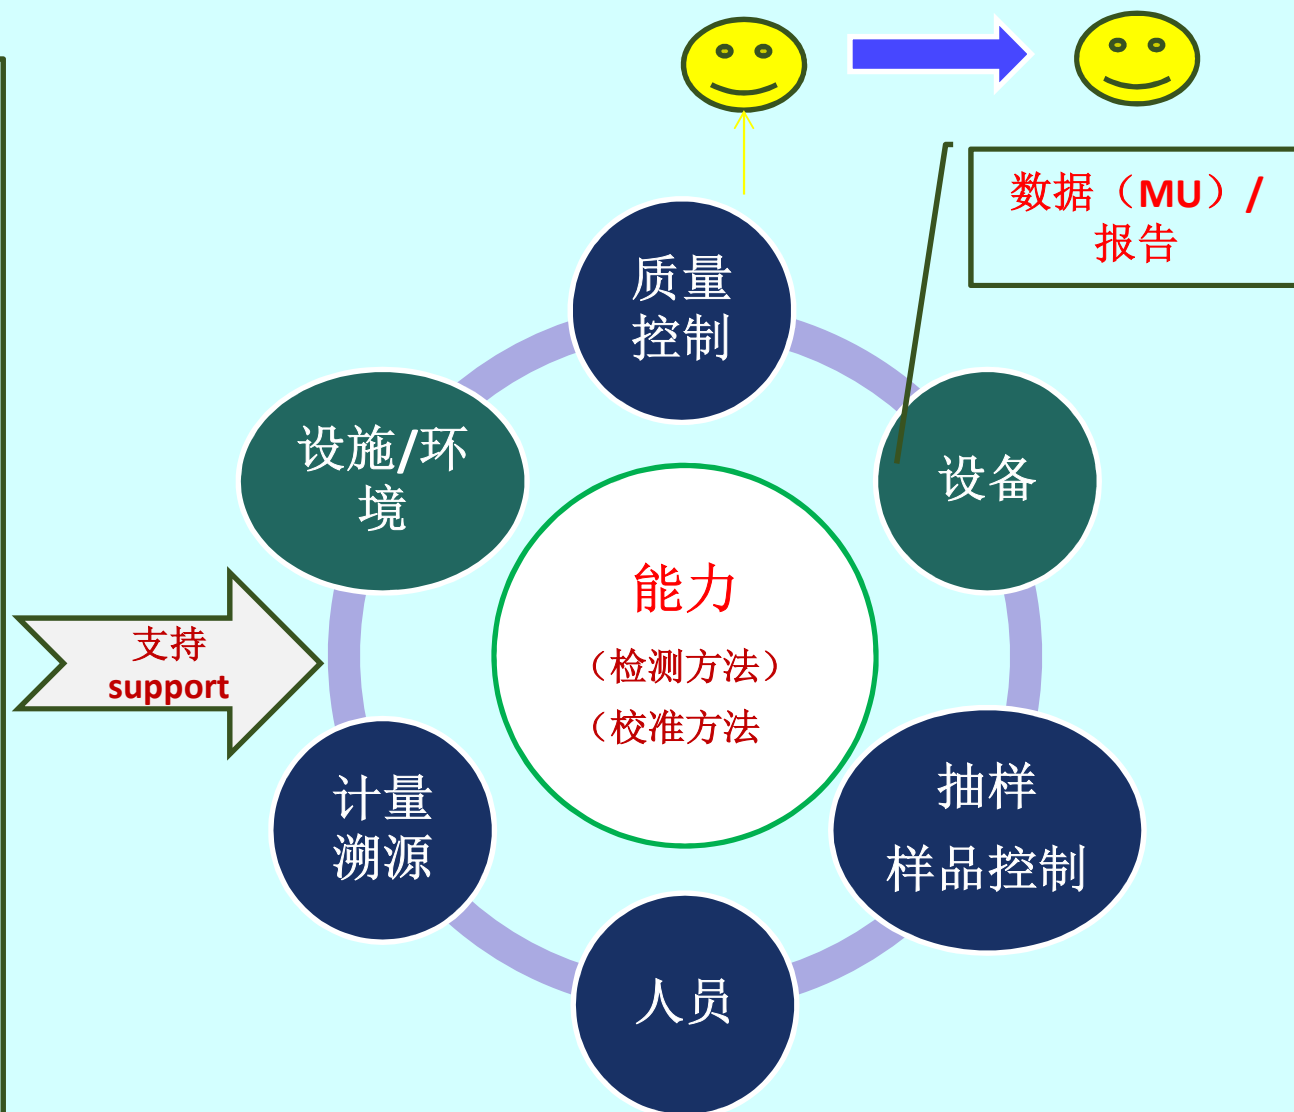 数据（MU）/
报告
质量
控制
设施/环
境
设备
能力
（检测方法）
（校准方法
支持
support
计量
溯源
抽样
样品控制
人员